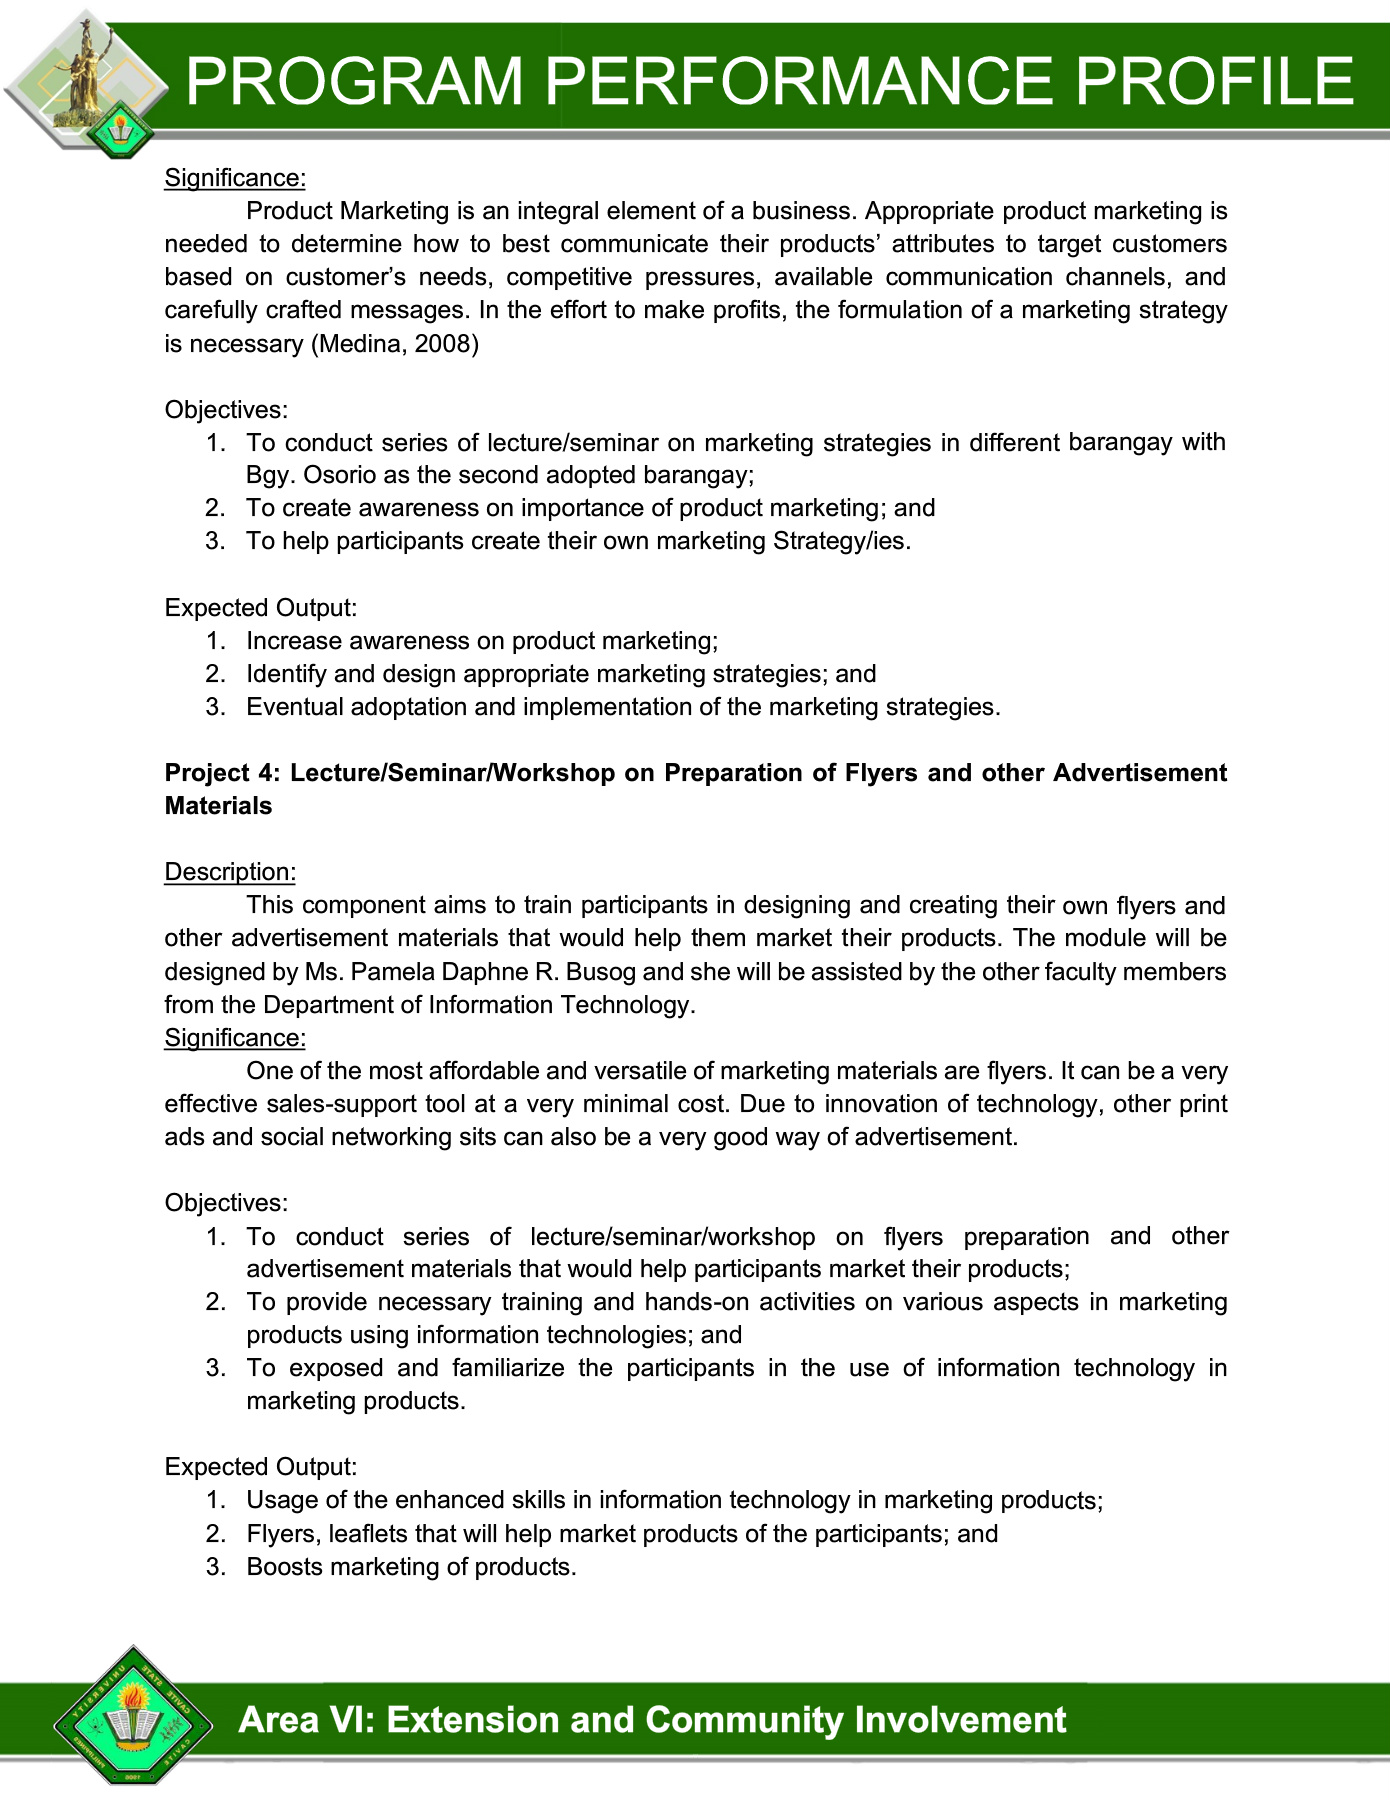 PROGRAM PERFORMANCE PROFILE
Significance:
Product Marketing is an integral element of a business. Appropriate product marketing is
needed to determine how to best communicate their products’ attributes to target customers
based on customer’s needs, competitive pressures, available communication channels, and
carefully crafted messages. In the effort to make profits, the formulation of a marketing strategy
is necessary (Medina, 2008)
Objectives:
1. To conduct series of lecture/seminar on marketing strategies in different barangay with
Bgy. Osorio as the second adopted barangay;
2. To create awareness on importance of product marketing; and
3. To help participants create their own marketing Strategy/ies.
Expected Output:
1. Increase awareness on product marketing;
2. Identify and design appropriate marketing strategies; and
3. Eventual adoptation and implementation of the marketing strategies.
Project 4: Lecture/Seminar/Workshop on Preparation of Flyers and other Advertisement
Materials
Description:
This component aims to train participants in designing and creating their own flyers and
other advertisement materials that would help them market their products. The module will be
designed by Ms. Pamela Daphne R. Busog and she will be assisted by the other faculty members
from the Department of Information Technology.
Significance:
One of the most affordable and versatile of marketing materials are flyers. It can be a very
effective sales-support tool at a very minimal cost. Due to innovation of technology, other print
ads and social networking sits can also be a very good way of advertisement.
Objectives:
1. To conduct series of lecture/seminar/workshop on flyers preparation and other
advertisement materials that would help participants market their products;
2. To provide necessary training and hands-on activities on various aspects in marketing
products using information technologies; and
3. To exposed and familiarize the participants in the use of information technology in
marketing products.
Expected Output:
1. Usage of the enhanced skills in information technology in marketing products;
2. Flyers, leaflets that will help market products of the participants; and
3. Boosts marketing of products.
CAVITE STATE UNIVERSITY
CAVITE PHILIPPINES
Area VI: Extension and Community Involvement